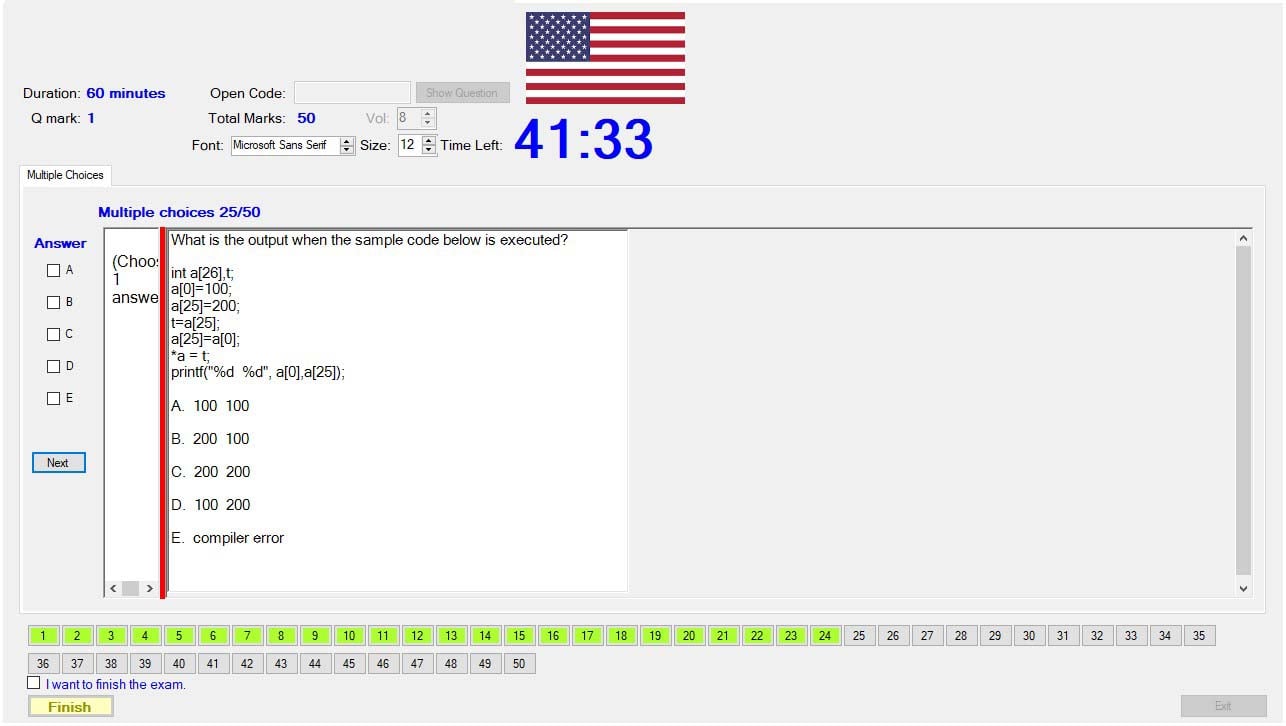 Duration: 60 minutes
Open Code:
Show Question
Q mark: 1
Total Marks: 50
Vol: 8
Font: Microsoft Sans Serif Size: 12 Time Left: 41:33
Multiple Choices
Multiple choices 25/50
Answer
A
B
C
D
E
Next
(Choos
1
answe
What is the output when the sample code below is executed?
int a[26],t;
a[0]=100;
a[25]=200;
t=a[25];
a[25]=a[0];
*a = t;
printf("%d  %d", a[0],a[25]);
A.  100  100
B.  200  100
C.  200  200
D.  100  200
E.  compiler error
1 2 3 4 5 6 7 8 9 10 11 12 13 14 15 16 17 18 19 20 21 22 23 24 25 26 27 28 29 30 31 32 33 34 35
36 37 38 39 40 41 42 43 44 45 46 47 48 49 50
I want to finish the exam.
Finish
Exit